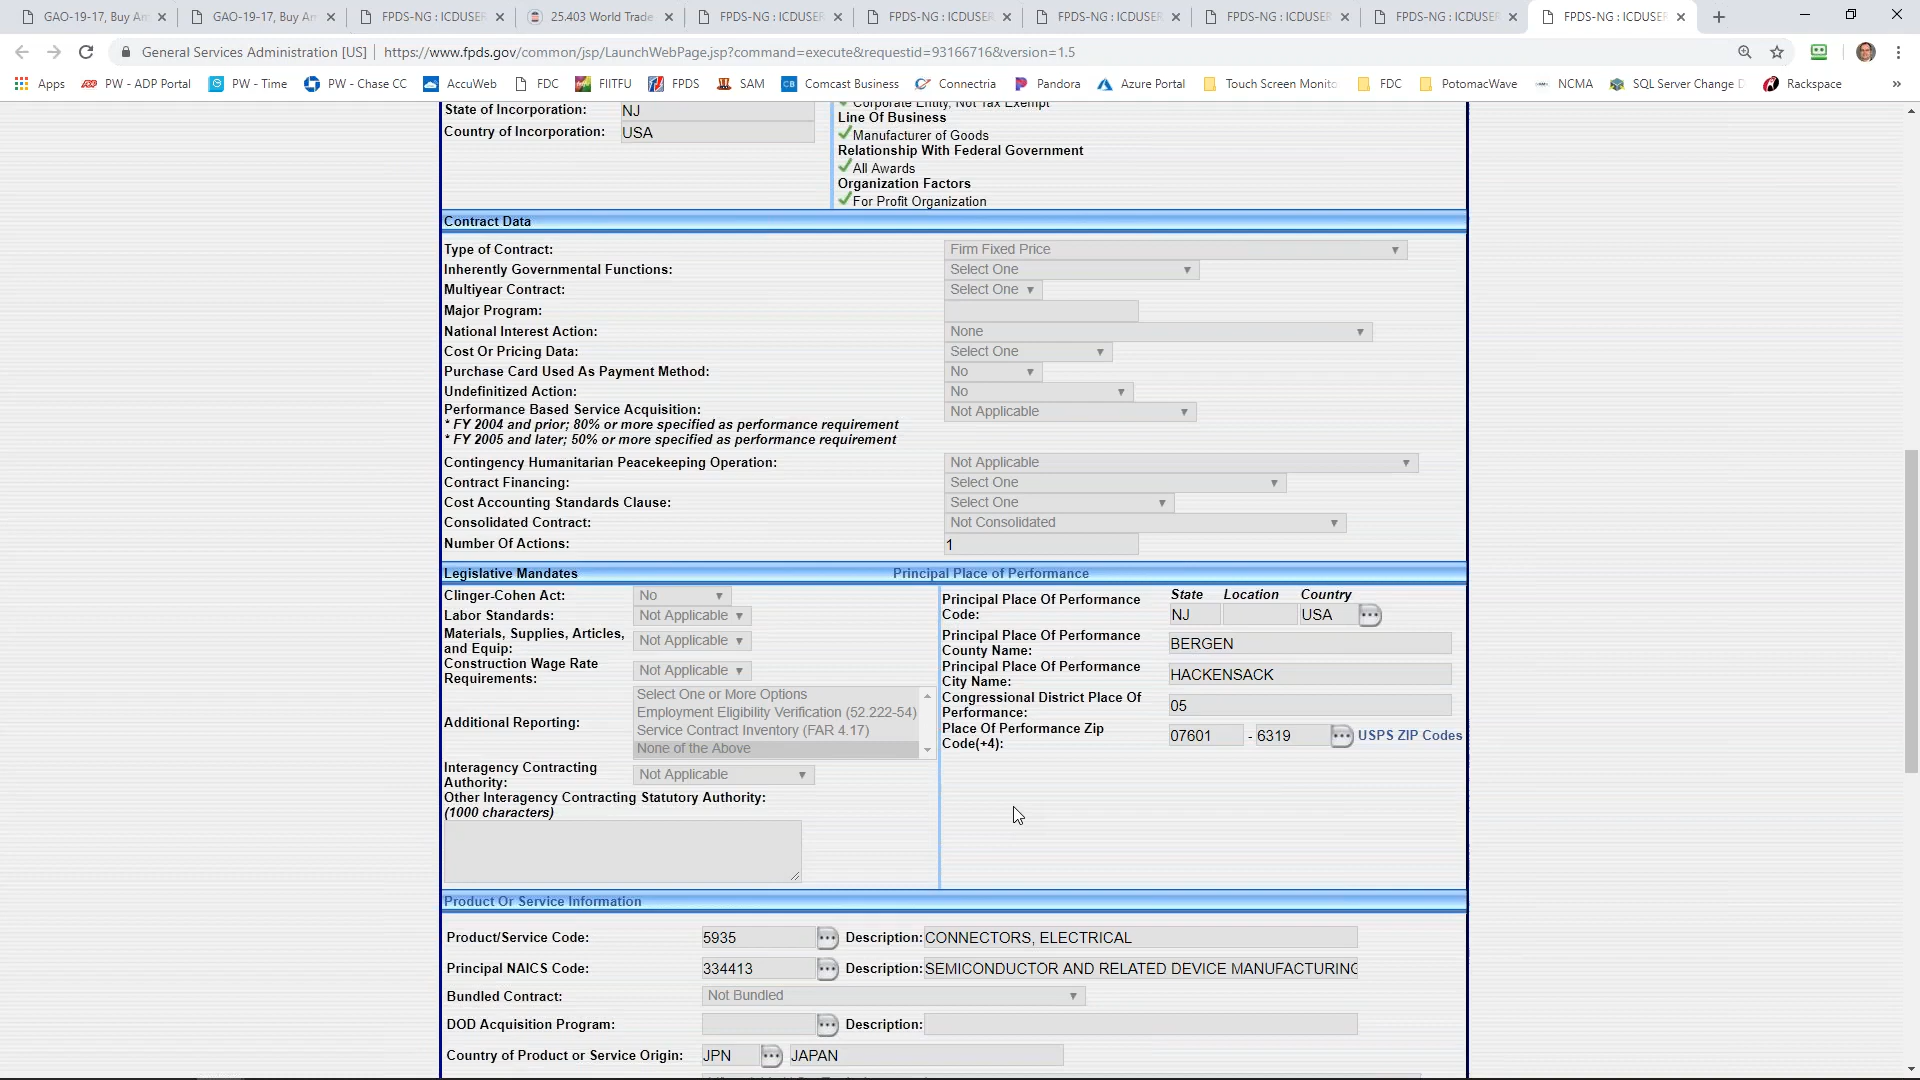 GAO-19-17, Buy Am
GAO-19-17, Buy Am
FPDS-NG : ICDUSER
25.403 World Trade
FPDS-NG : ICDUSER
FPDS-NG : ICDUSER
FPDS-NG : ICDUSER
FPDS-NG : ICDUSER
FPDS-NG : ICDUSER
FPDS-NG : ICDUSER
General Services Administration [US] | https://www.fpds.gov/common/jsp/LaunchWebPage.jsp?command=execute&requestid=93166716&version=1.5
Apps PW - ADP Portal PW - Time PW - Chase CC AccuWeb FDC FIITFU FPDS SAM Comcast Business Connectria Pandora Azure Portal Touch Screen Monito FDC PotomacWave NCMA SQL Server Change D Rackspace »
Corporate Entity, Not Tax Exempt
State of Incorporation: NJ
Country of Incorporation: USA
Line Of Business
Manufacturer of Goods
Relationship With Federal Government
All Awards
Organization Factors
For Profit Organization
Contract Data
Type of Contract: Firm Fixed Price
Inherently Governmental Functions: Select One
Multiyear Contract: Select One
Major Program:
National Interest Action: None
Cost Or Pricing Data: Select One
Purchase Card Used As Payment Method: No
Undefinitized Action: No
Performance Based Service Acquisition: Not Applicable
* FY 2004 and prior; 80% or more specified as performance requirement
* FY 2005 and later; 50% or more specified as performance requirement
Contingency Humanitarian Peacekeeping Operation: Not Applicable
Contract Financing: Select One
Cost Accounting Standards Clause: Select One
Consolidated Contract: Not Consolidated
Number Of Actions: 1
Legislative Mandates
Clinger-Cohen Act: No
Labor Standards: Not Applicable
Materials, Supplies, Articles,
and Equip: Not Applicable
Construction Wage Rate
Requirements: Not Applicable
Additional Reporting:
Select One or More Options
Employment Eligibility Verification (52.222-54)
Service Contract Inventory (FAR 4.17)
None of the Above
Interagency Contracting
Authority: Not Applicable
Other Interagency Contracting Statutory Authority:
(1000 characters)
Principal Place of Performance
State Location Country
Principal Place Of Performance
Code: NJ USA
Principal Place Of Performance
County Name: BERGEN
Principal Place Of Performance
City Name: HACKENSACK
Congressional District Place Of
Performance: 05
Place Of Performance Zip
Code(+4): 07601 - 6319 USPS ZIP Codes
Product Or Service Information
Product/Service Code: 5935 Description: CONNECTORS, ELECTRICAL
Principal NAICS Code: 334413 Description: SEMICONDUCTOR AND RELATED DEVICE MANUFACTURING
Bundled Contract: Not Bundled
DOD Acquisition Program: Description:
Country of Product or Service Origin: JPN JAPAN